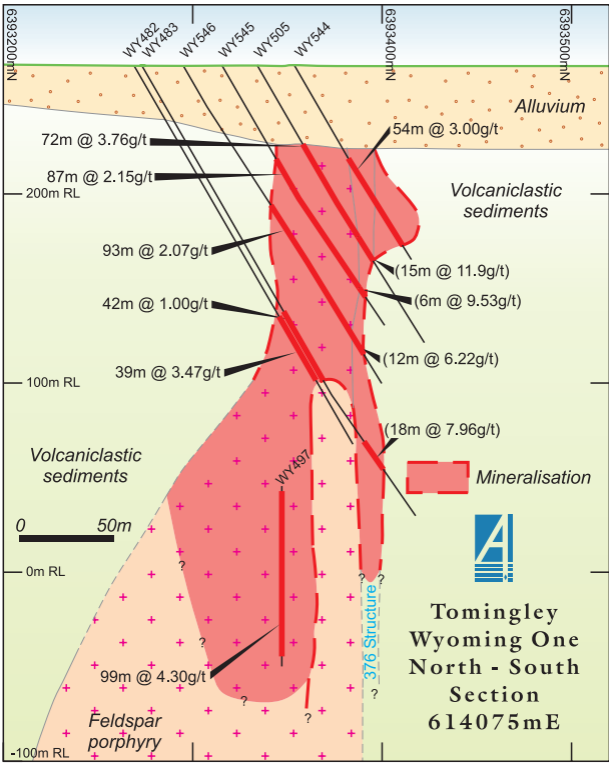 6393200mN
WY482
WY483
WY546
WY545
WY505
WY544
6393400mN
6393500mN
Alluvium
54m @ 3.00g/t
72m @ 3.76g/t
87m @ 2.15g/t
200m RL
Volcaniclastic
sediments
93m @ 2.07g/t
(15m @ 11.9g/t)
(6m @ 9.53g/t)
42m @ 1.00g/t
(12m @ 6.22g/t)
39m @ 3.47g/t
100m RL
(18m @ 7.96g/t)
Volcaniclastic
sediments
WY497
Mineralisation
0 50m
0m RL
? ? ?
376 Structure
Tomingley
Wyoming One
North - South
Section
614075mE
?
99m @ 4.30g/t
?
?
?
Feldspar
porphyry
-100m RL